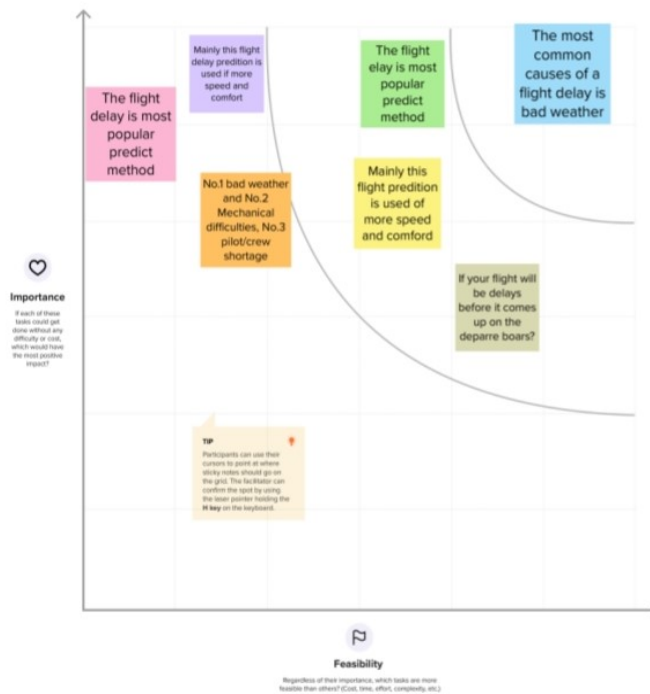 Mainly this flight
delay predition is
used if more
speed and
comfort
The flight
elay is most
popular
predict
method
The most
common
causes of a
flight delay is
bad weather
The flight
delay is most
popular
predict
method
No.1 bad weather
and No.2
Mechanical
difficulties, No.3
pilot/crew
shortage
Mainly this
flight predition
is used of
more speed
and comford
If your flight will
be delays
before it comes
up on the
deparre boars?
Importance
If each of these
tasks could get
done without any
difficulty or cost,
which would have
the most positive
impact?
TIP
Participants can use their
cursors to point at where
sticky notes should go on
the grid. The facilitator can
confirm the spot by using
the laser pointer holding the
H key on the keyboard.
Feasibility
Regardless of their importance, which tasks are more
feasible than others? (Cost, time, effort, complexity, etc.)